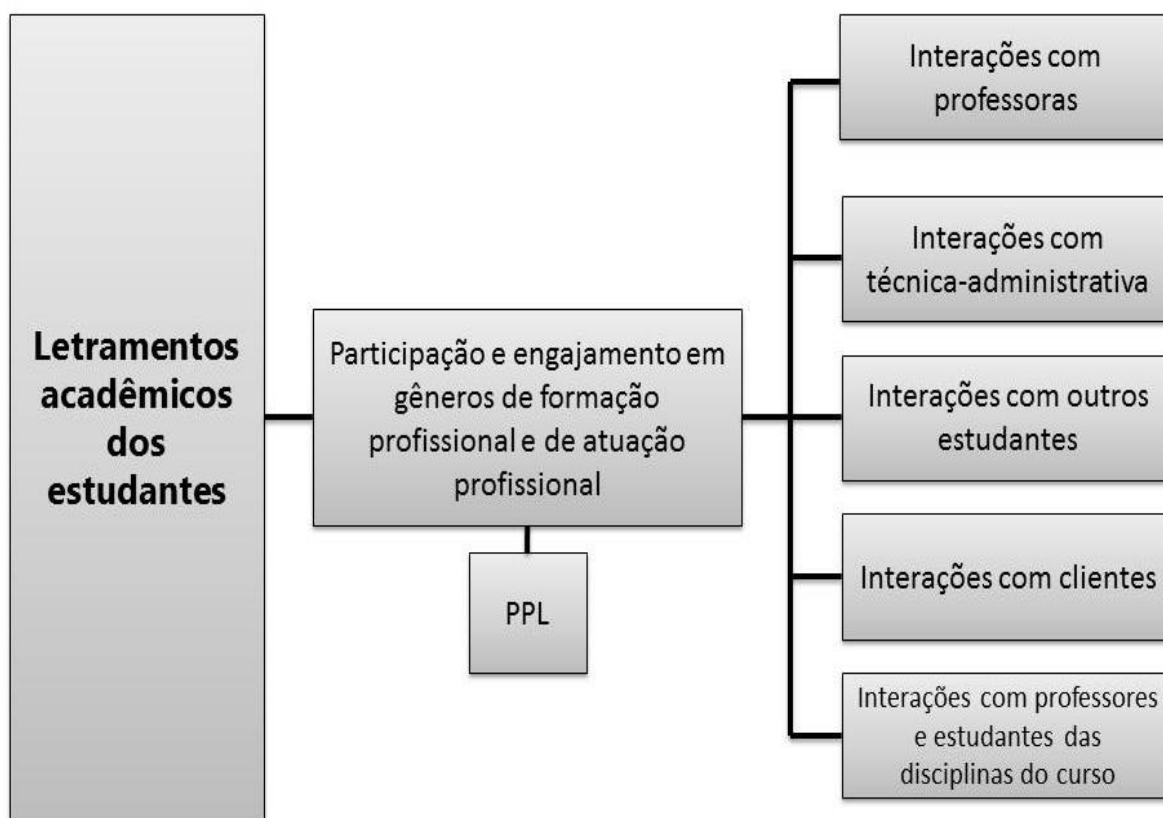 Letramentos
acadêmicos
dos
estudantes
Participação e engajamento em
gêneros de formação
profissional e de atuação
profissional
PPL
Interações com
professoras
Interações com
técnica-administrativa
Interações com outros
estudantes
Interações com clientes
Interações com professores
e estudantes das
disciplinas do curso